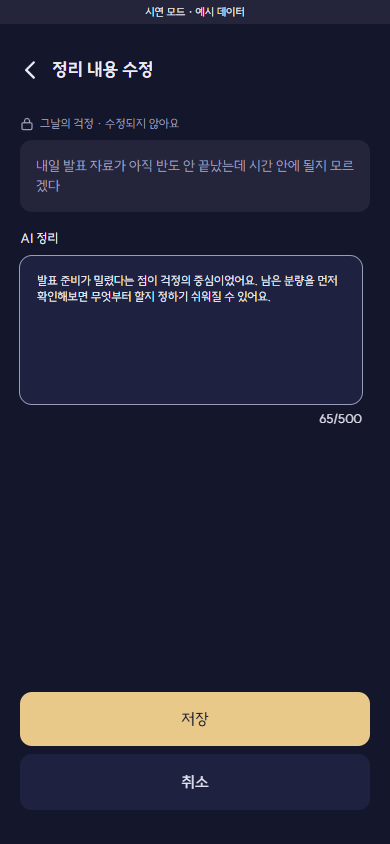 시연 모드 · 예시 데이터
정리 내용 수정
그날의 걱정 · 수정되지 않아요
내일 발표 자료가 아직 반도 안 끝났는데 시간 안에 될지 모르
겠다
AI 정리
발표 준비가 밀렸다는 점이 걱정의 중심이었어요. 남은 분량을 먼저
확인해보면 무엇부터 할지 정하기 쉬워질 수 있어요.
65/500
저장
취소